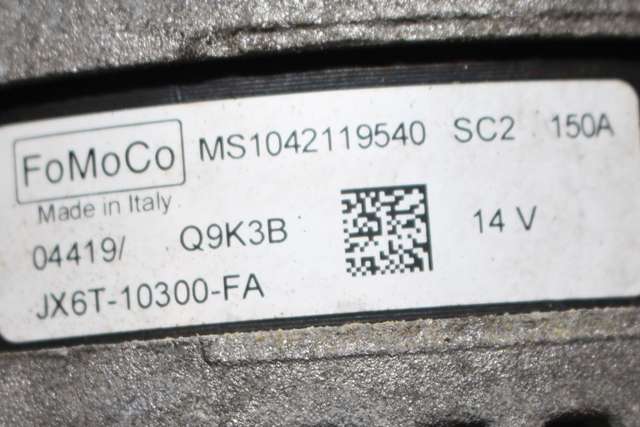 FoMoCo MS1042119540 SC2 150A
Made in Italy
04419/ Q9K3B 14 V
JX6T-10300-FA